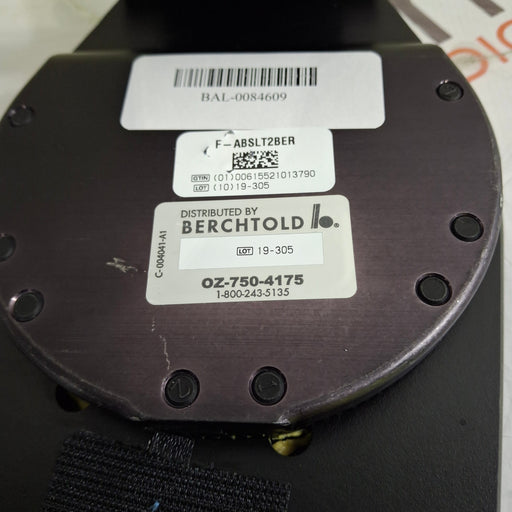 BAL-0084609
F-ABSLT2BER
GTIN (01)00615521013790
LOT (10)19-305
DISTRIBUTED BY
BERCHTOLD b.®
LOT 19-305
OZ-750-4175
1-800-243-5135
C-004041-A1